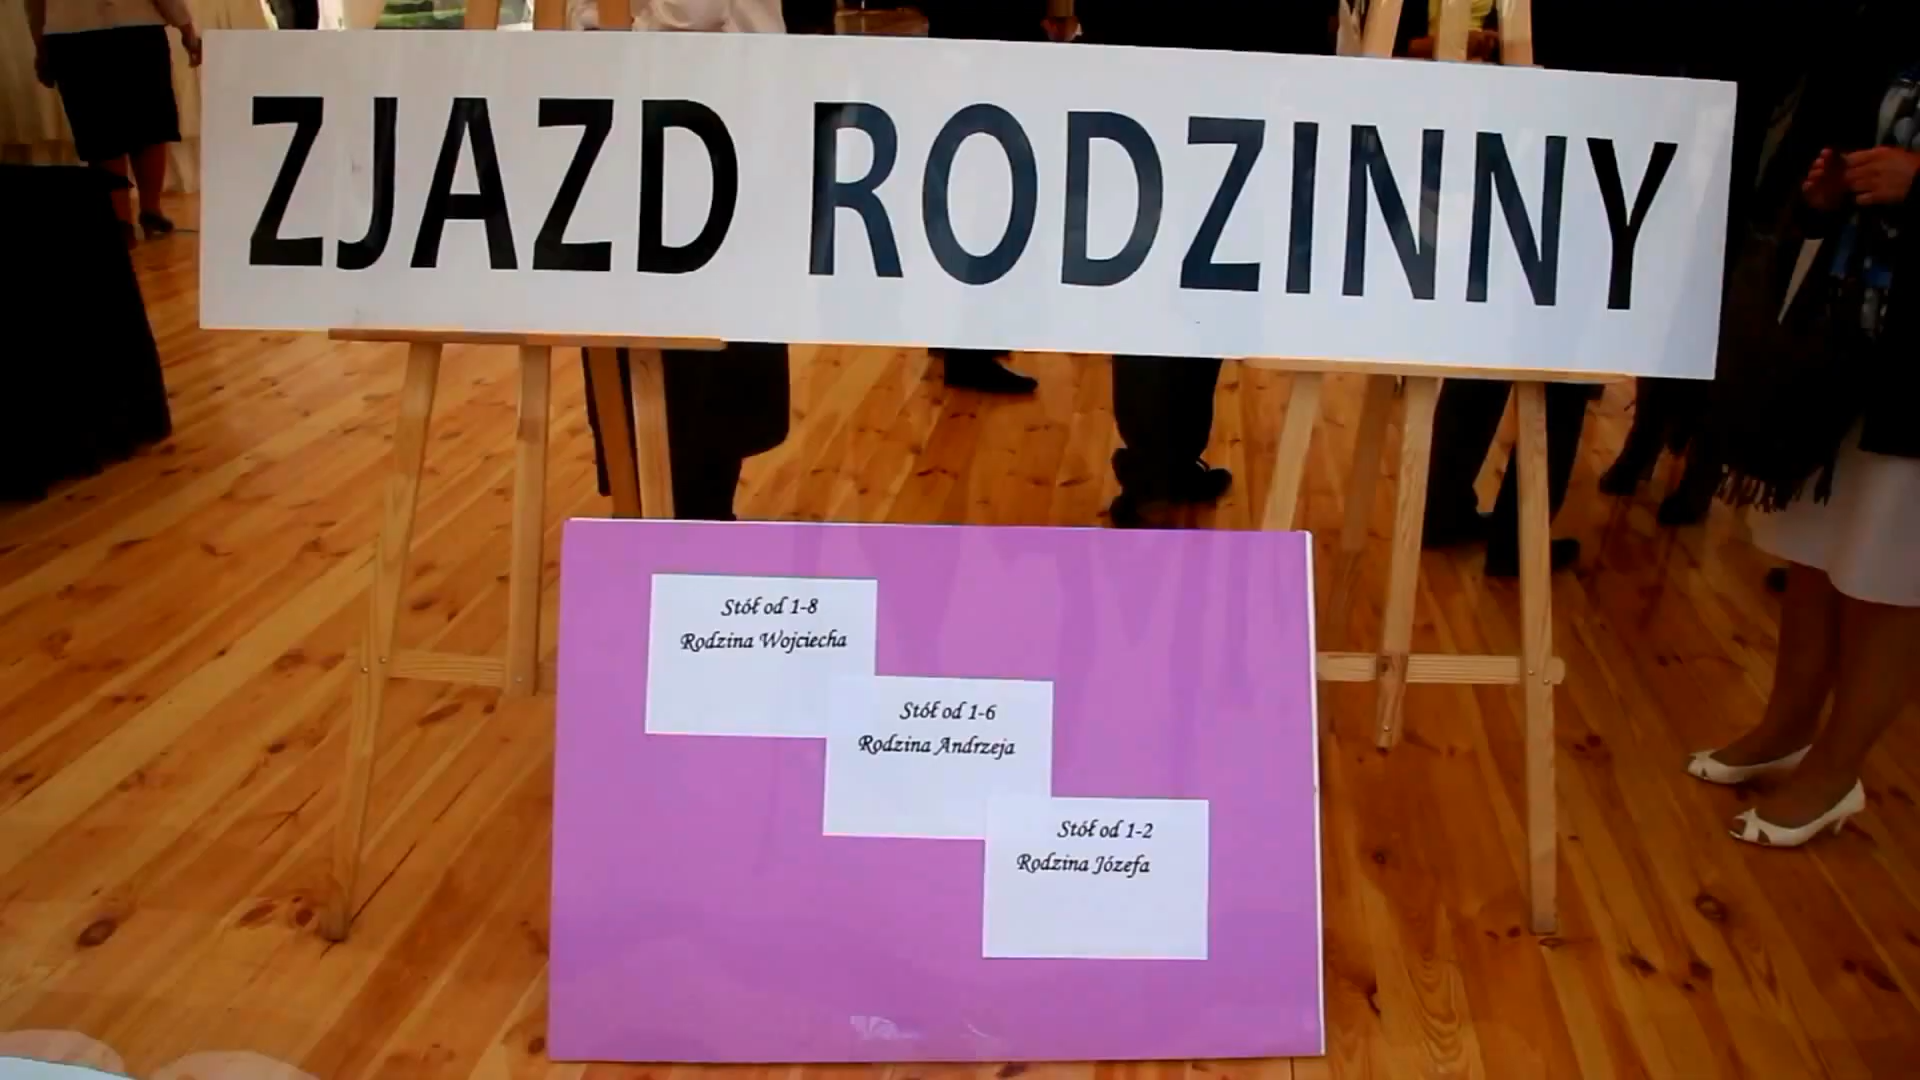 ZJAZD RODZINNY
Stół od 1-8
Rodzina Wojciecha
Stół od 1-6
Rodzina Andrzeja
Stół od 1-2
Rodzina Józefa